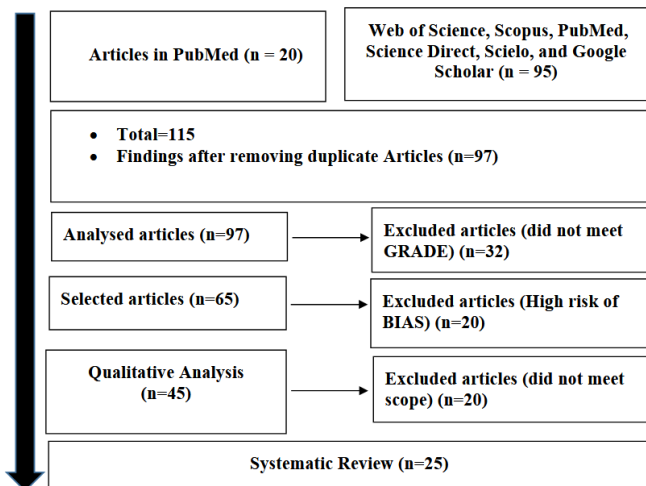 Articles in PubMed (n = 20)
Web of Science, Scopus, PubMed,
Science Direct, Scielo, and Google
Scholar (n = 95)
• Total=115
• Findings after removing duplicate Articles (n=97)
Analysed articles (n=97)
Excluded articles (did not meet
GRADE) (n=32)
Selected articles (n=65)
Excluded articles (High risk of
BIAS) (n=20)
Qualitative Analysis
(n=45)
Excluded articles (did not meet
scope) (n=20)
Systematic Review (n=25)